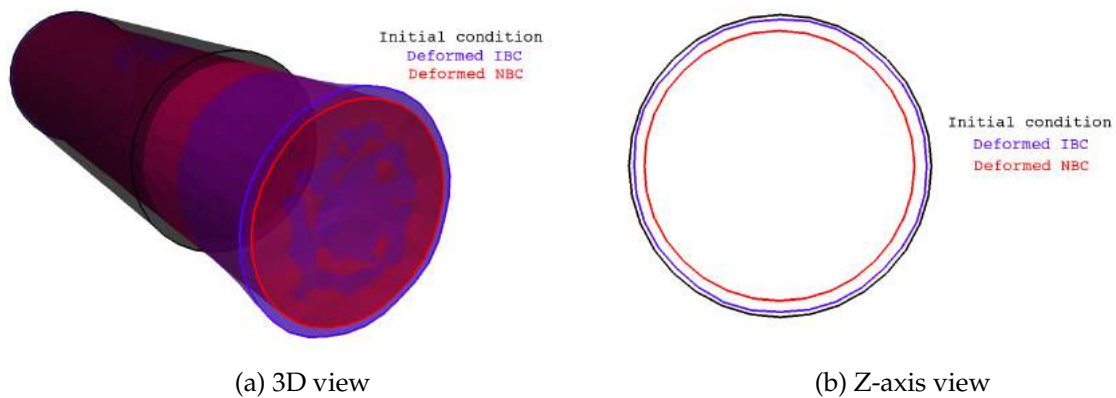 Initial condition
Deformed IBC
Deformed NBC
Initial condition
Deformed IBC
Deformed NBC
(a) 3D view
(b) Z-axis view